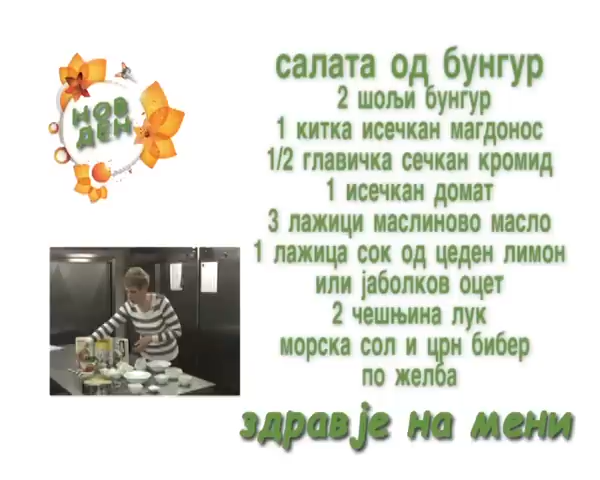 НОВ
ДЕН
салата од бунгур
2 шољи бунгур
1 китка исечкан магдонос
1/2 главичка сечкан кромид
1 исечкан домат
3 лажици маслиново масло
1 лажица сок од цеден лимон
или јаболков оцет
2 чешњина лук
морска сол и црн бибер
по желба
здравје на мени